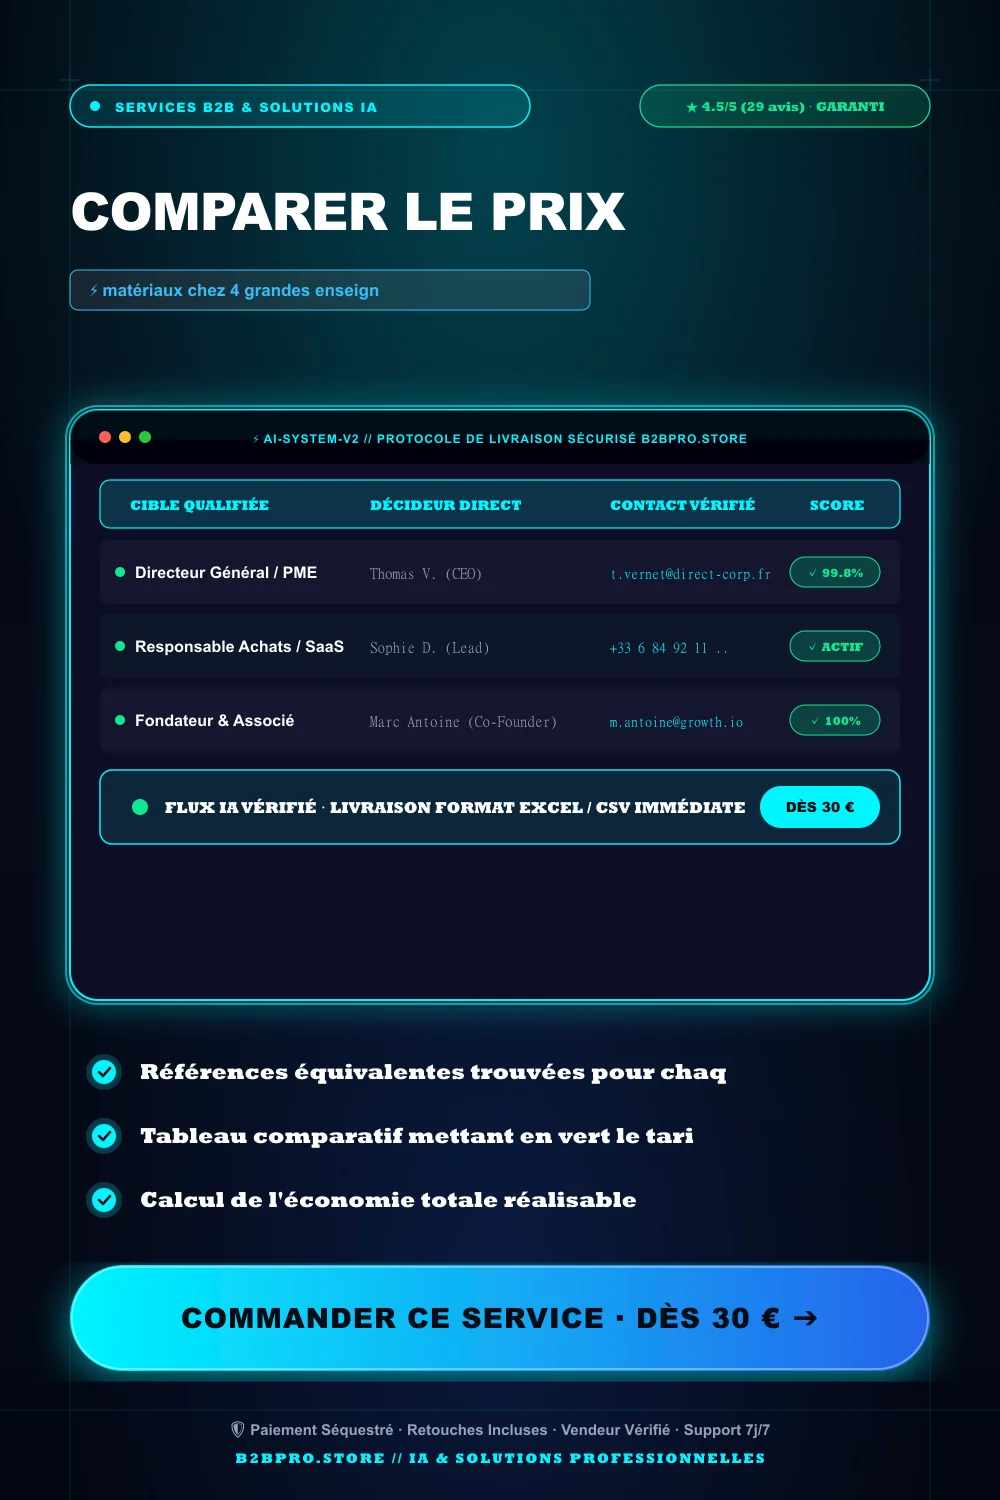 SERVICES B2B & SOLUTIONS IA
★ 4.5/5 (29 avis) · GARANTI
COMPARER LE PRIX
⚡ matériaux chez 4 grandes enseign
⚡ AI-SYSTEM-V2 // PROTOCOLE DE LIVRAISON SÉCURISÉ B2BPRO.STORE
CIBLE QUALIFIÉE DÉCIDEUR DIRECT CONTACT VÉRIFIÉ SCORE
Directeur Général / PME Thomas V. (CEO) t.vernet@direct-corp.fr ✓ 99.8%
Responsable Achats / SaaS Sophie D. (Lead) +33 6 84 92 11 .. ✓ ACTIF
Fondateur & Associé Marc Antoine (Co-Founder) m.antoine@growth.io ✓ 100%
FLUX IA VÉRIFIÉ · LIVRAISON FORMAT EXCEL / CSV IMMÉDIATE DÈS 30 €
Références équivalentes trouvées pour chaq
Tableau comparatif mettant en vert le tari
Calcul de l'économie totale réalisable
COMMANDER CE SERVICE · DÈS 30 € ➔
🛡 Paiement Séquestré · Retouches Incluses · Vendeur Vérifié · Support 7j/7
B2BPRO.STORE // IA & SOLUTIONS PROFESSIONNELLES